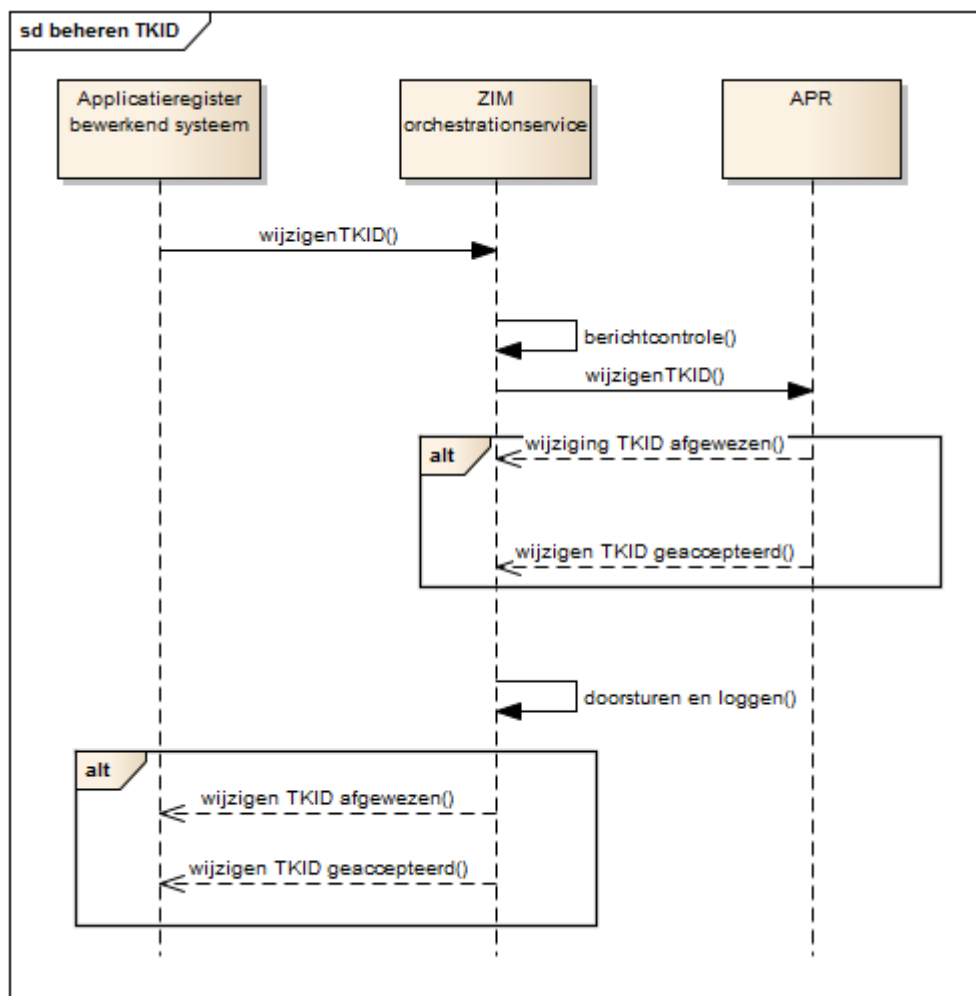 sd beheren TKID
Applicatieregister
bewerkend systeem
ZIM
orchestrationservice
APR
wijzigenTKID()
berichtcontrole()
wijzigenTKID()
alt
wijziging TKID afgewezen()
wijzigen TKID geaccepteerd()
doorsturen en loggen()
alt
wijzigen TKID afgewezen()
wijzigen TKID geaccepteerd()